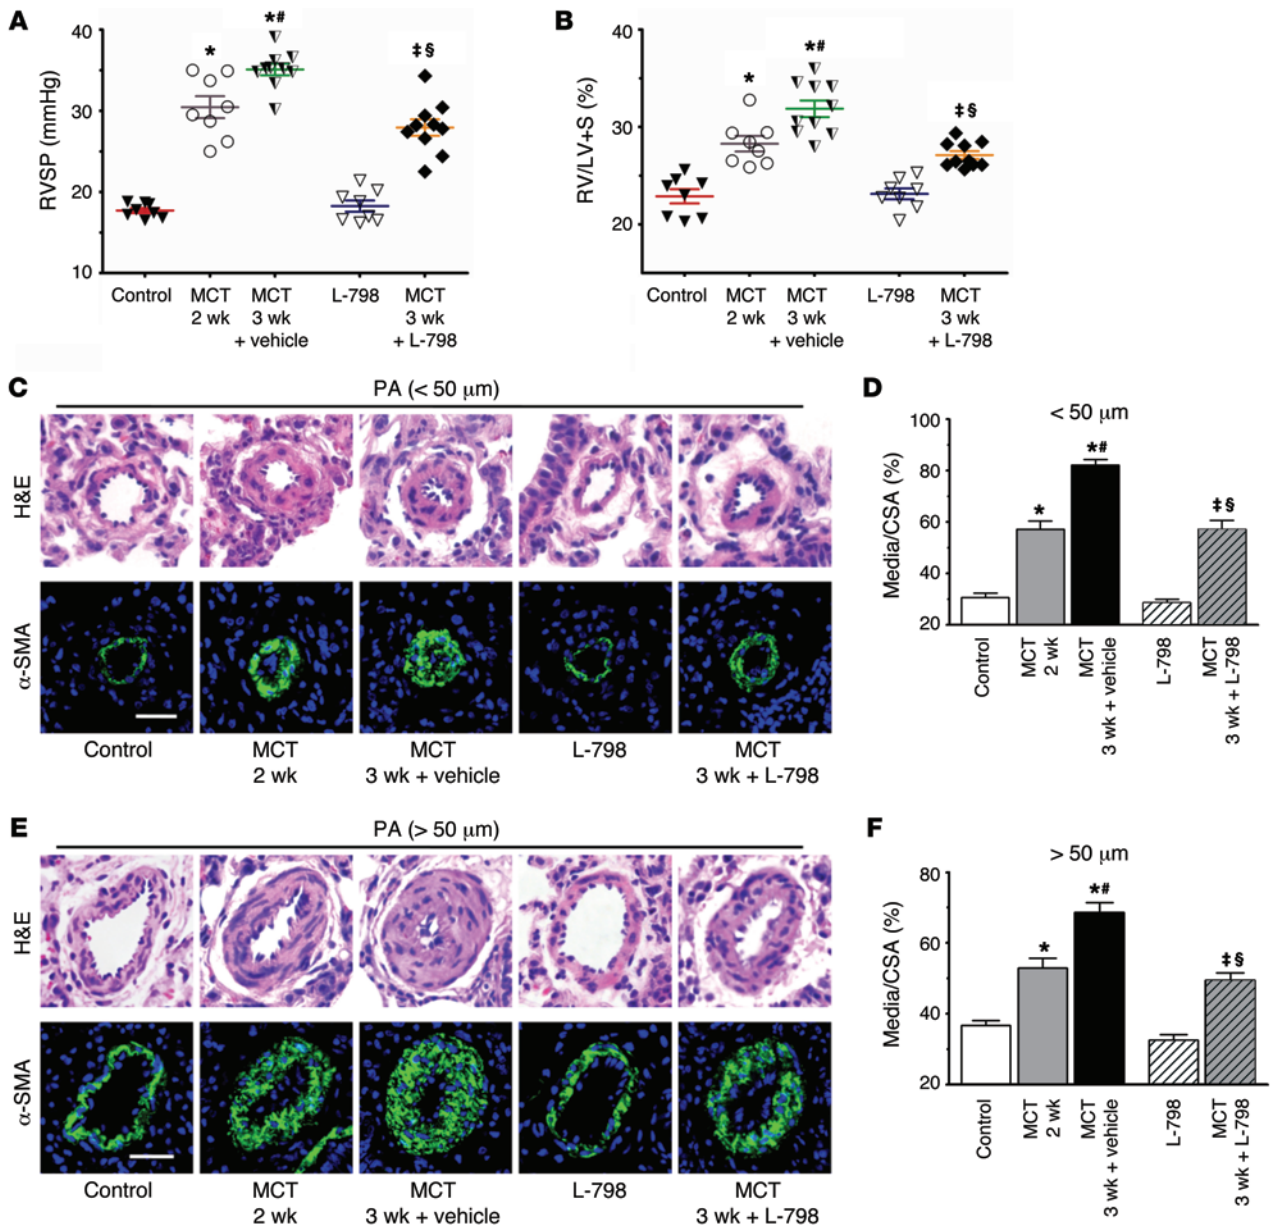 A
RVSP (mmHg)
40
30
20
10
*
*#
‡ §
Control
MCT
2 wk
MCT
3 wk
+ vehicle
L-798
MCT
3 wk
+ L-798
B
RV/LV+S (%)
40
30
20
*
*#
‡ §
Control
MCT
2 wk
MCT
3 wk
+ vehicle
L-798
MCT
3 wk
+ L-798
C
PA (< 50 μm)
H&E
α-SMA
Control
MCT
2 wk
MCT
3 wk + vehicle
L-798
MCT
3 wk + L-798
D
< 50 μm
Media/CSA (%)
100
80
60
40
20
*
*#
‡ §
Control
MCT
2 wk
MCT
3 wk + vehicle
L-798
MCT
3 wk + L-798
E
PA (> 50 μm)
H&E
α-SMA
Control
MCT
2 wk
MCT
3 wk + vehicle
L-798
MCT
3 wk + L-798
F
> 50 μm
Media/CSA (%)
80
60
40
20
*
*#
‡ §
Control
MCT
2 wk
MCT
3 wk + vehicle
L-798
MCT
3 wk + L-798